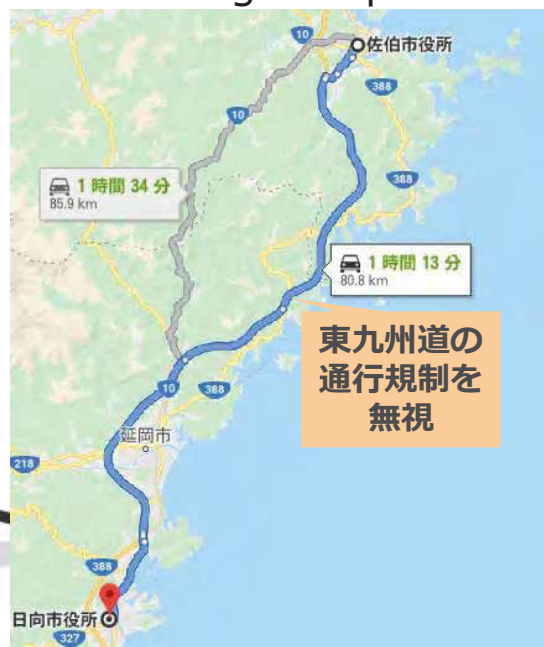 10
佐伯市役所
388
10
1 時間 34 分
85.9 km
388
1 時間 13 分
80.8 km
東九州道の
通行規制を
無視
10
388
延岡市
218
388
日向市役所
327